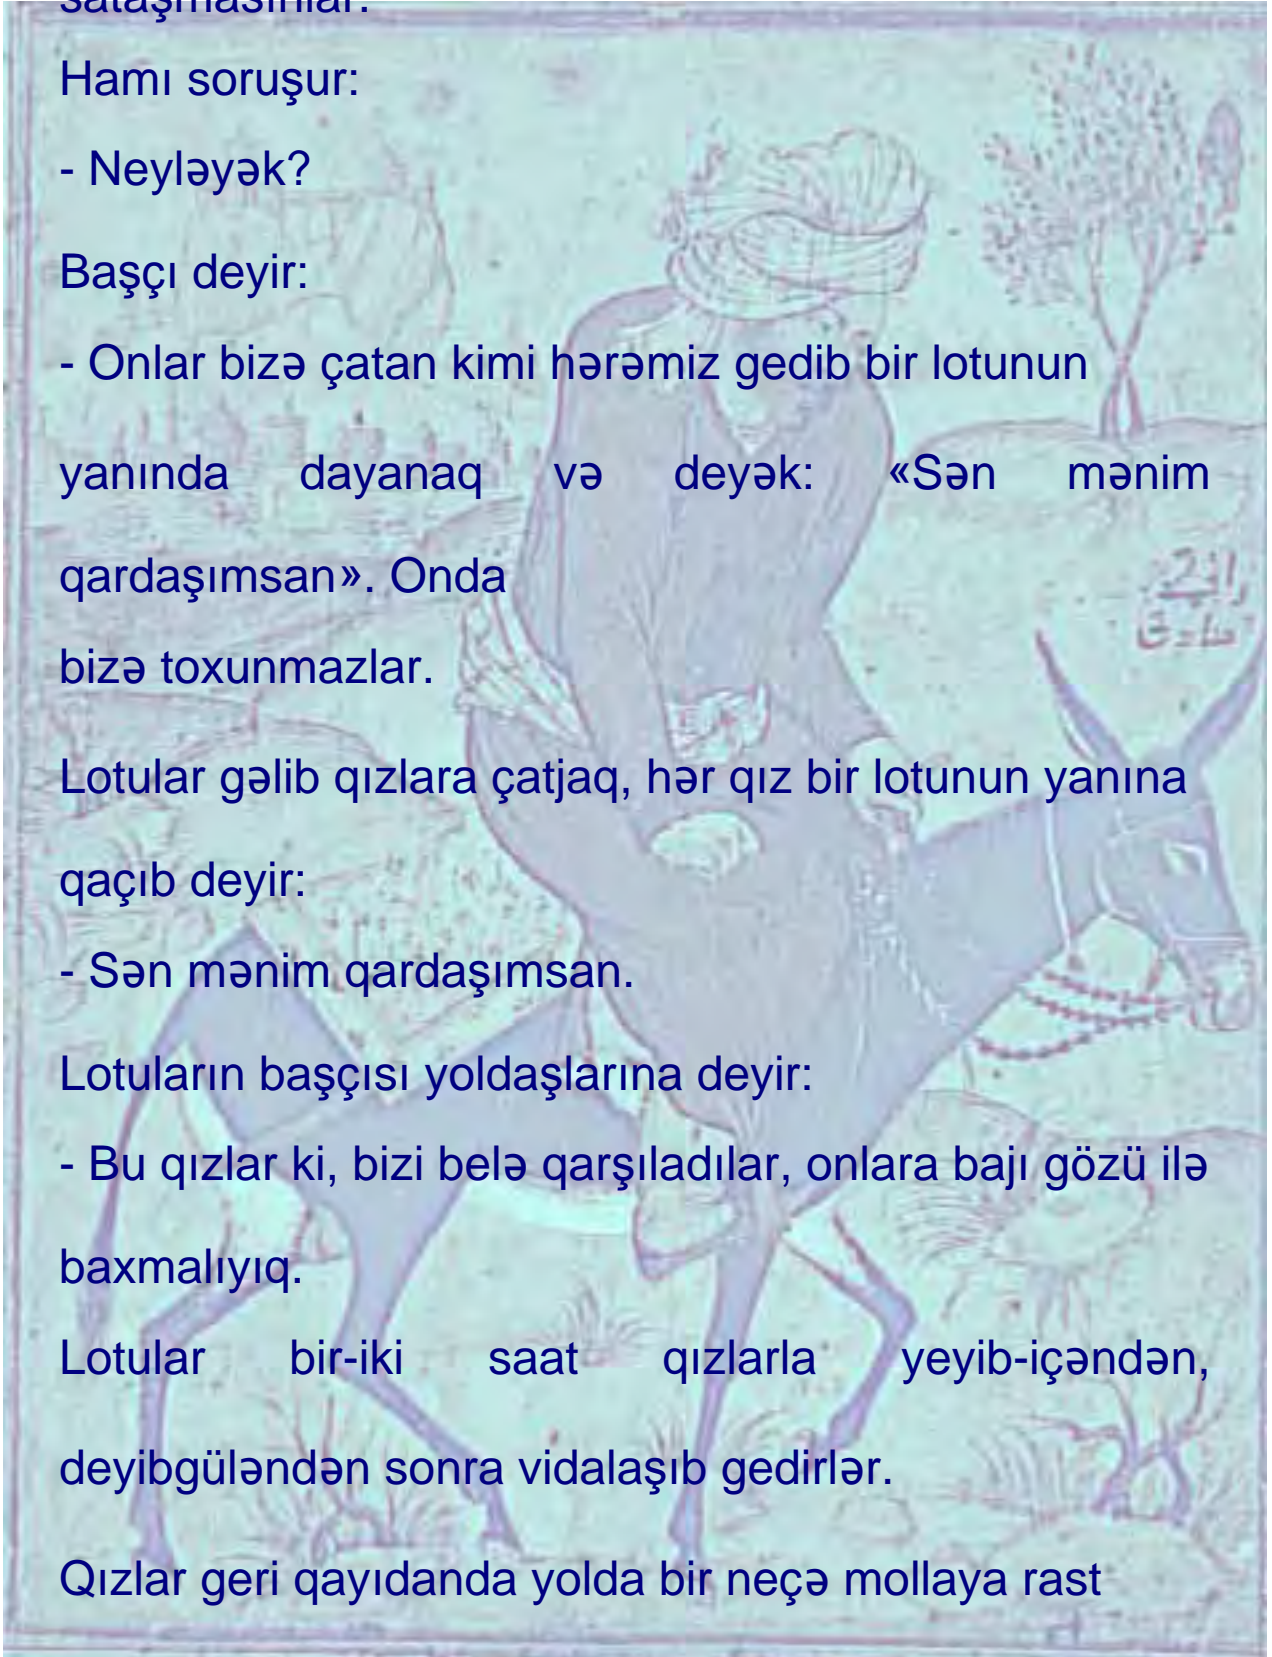 sataşmasınlar.
Hamı soruşur:
- Neyləyək?
Başçı deyir:
- Onlar bizə çatan kimi hərəmiz gedib bir lotunun
yanında dayanaq və deyək: «Sən mənim
qardaşımsan». Onda
bizə toxunmazlar.
Lotular gəlib qızlara çatjaq, hər qız bir lotunun yanına
qaçıb deyir:
- Sən mənim qardaşımsan.
Lotuların başçısı yoldaşlarına deyir:
- Bu qızlar ki, bizi belə qarşıladılar, onlara bajı gözü ilə
baxmalıyıq.
Lotular bir-iki saat qızlarla yeyib-içəndən,
deyibgüləndən sonra vidalaşıb gedirlər.
Qızlar geri qayıdanda yolda bir neçə mollaya rast